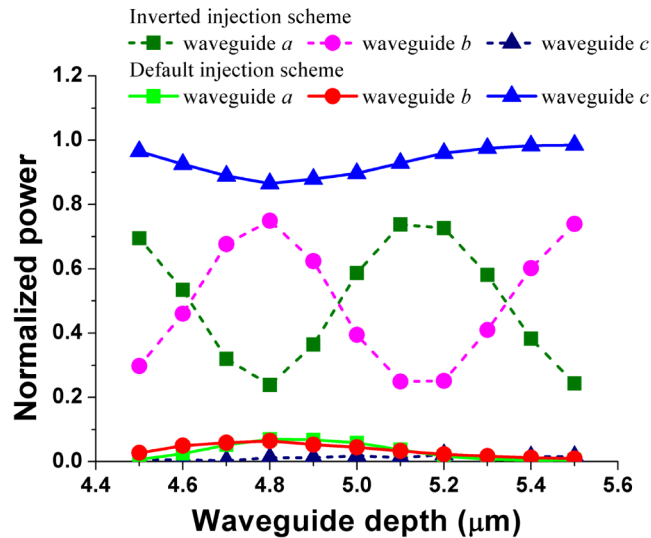 Inverted injection scheme
waveguide a waveguide b waveguide c
Default injection scheme
waveguide a waveguide b waveguide c
1.2
1.0
0.8
0.6
0.4
0.2
0.0
Normalized power
4.4 4.6 4.8 5.0 5.2 5.4 5.6
Waveguide depth (μm)